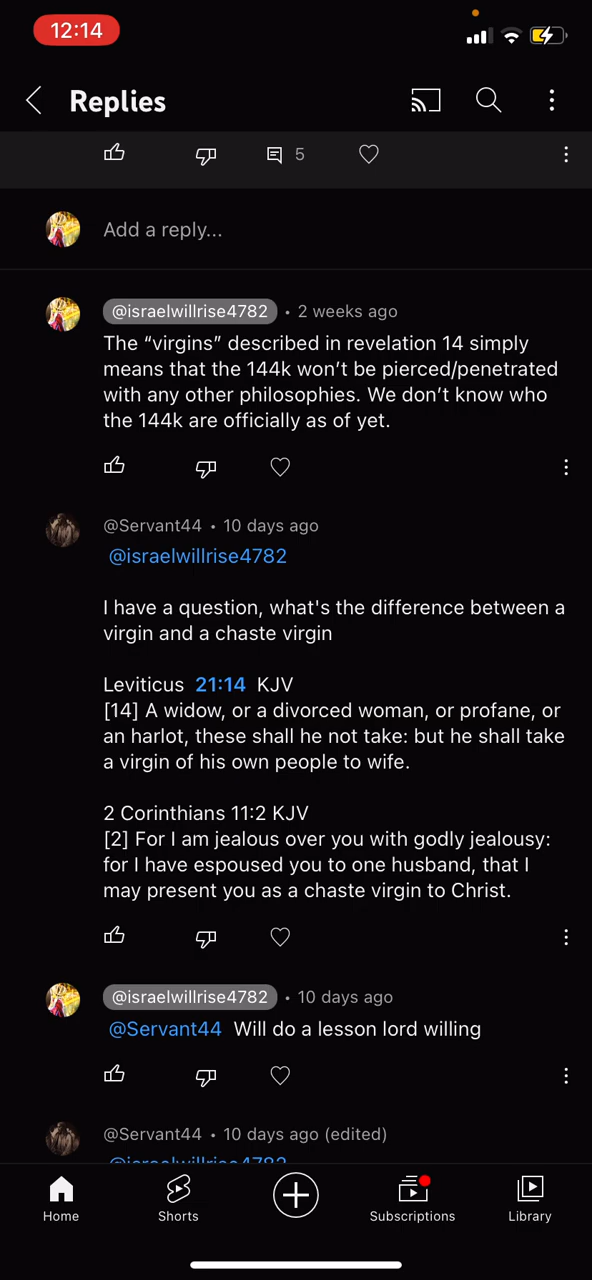 12:14
Replies
5
Add a reply...
@israelwillrise4782 • 2 weeks ago
The “virgins” described in revelation 14 simply
means that the 144k won’t be pierced/penetrated
with any other philosophies. We don’t know who
the 144k are officially as of yet.
@Servant44 • 10 days ago
@israelwillrise4782
I have a question, what's the difference between a
virgin and a chaste virgin
Leviticus 21:14 KJV
[14] A widow, or a divorced woman, or profane, or
an harlot, these shall he not take: but he shall take
a virgin of his own people to wife.
2 Corinthians 11:2 KJV
[2] For I am jealous over you with godly jealousy:
for I have espoused you to one husband, that I
may present you as a chaste virgin to Christ.
@israelwillrise4782 • 10 days ago
@Servant44 Will do a lesson lord willing
@Servant44 • 10 days ago (edited)
@israelwillrise4782
Home
Shorts
Subscriptions
Library